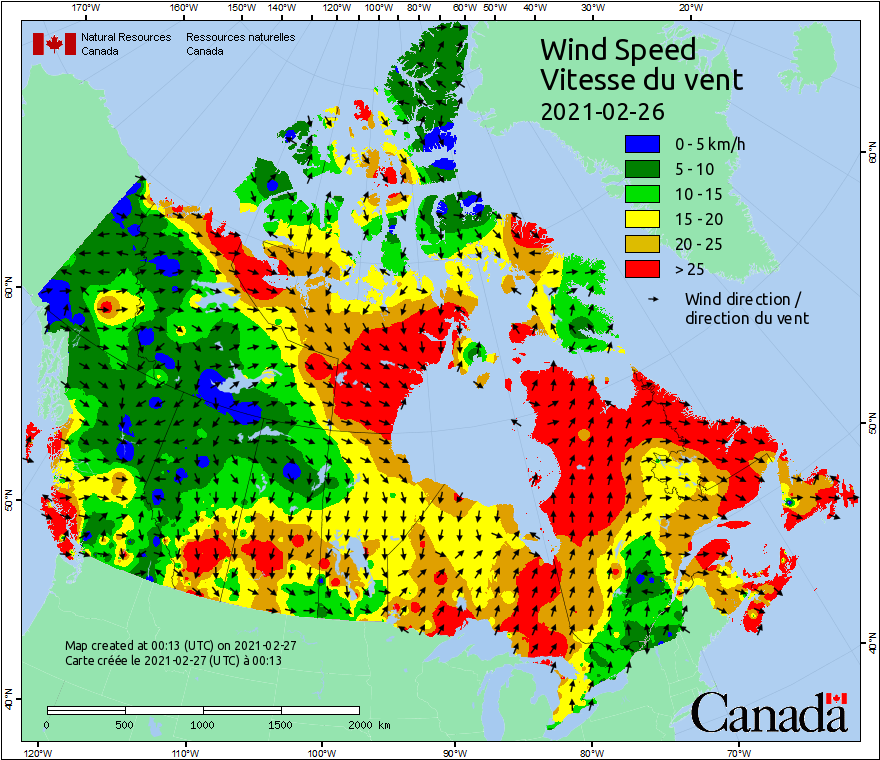 170°W 160°W 150°W 140°W 120°W 100°W 80°W 60°W 50°W 40°W 30°W 20°W
Natural Resources Canada
Ressources naturelles Canada
Wind Speed
Vitesse du vent
2021-02-26
0 - 5 km/h
5 - 10
10 - 15
15 - 20
20 - 25
> 25
Wind direction /
direction du vent
60°N
50°N
40°N
60°N
50°N
40°N
Map created at 00:13 (UTC) on 2021-02-27
Carte créée le 2021-02-27 (UTC) à 00:13
0 500 1000 1500 2000 km
Canada
120°W 110°W 100°W 90°W 80°W 70°W